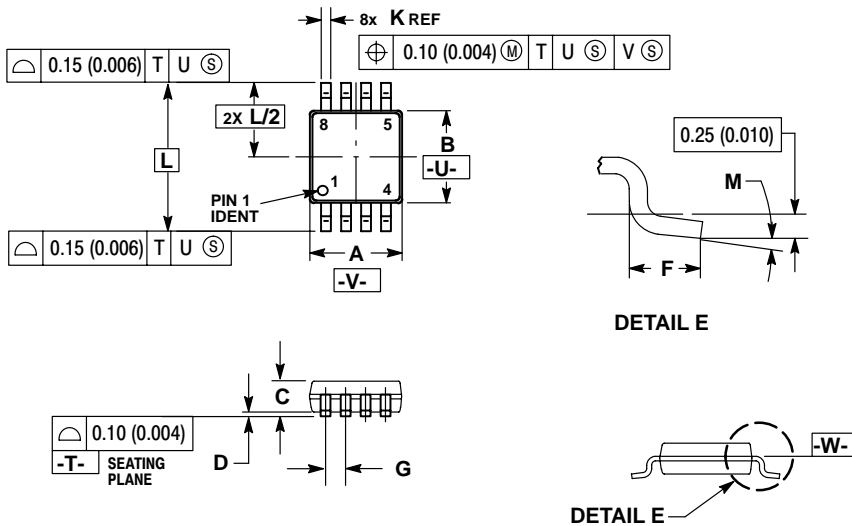 8x K REF
⌖ 0.10 (0.004) Ⓜ T U Ⓢ V Ⓢ
⌓ 0.15 (0.006) T U Ⓢ
2X L/2
8 5
B
-U-
0.25 (0.010)
L
M
PIN 1
IDENT
1 4
⌓ 0.15 (0.006) T U Ⓢ
A
-V-
F
DETAIL E
C
⌓ 0.10 (0.004)
-T- SEATING
PLANE
D
G
-W-
DETAIL E